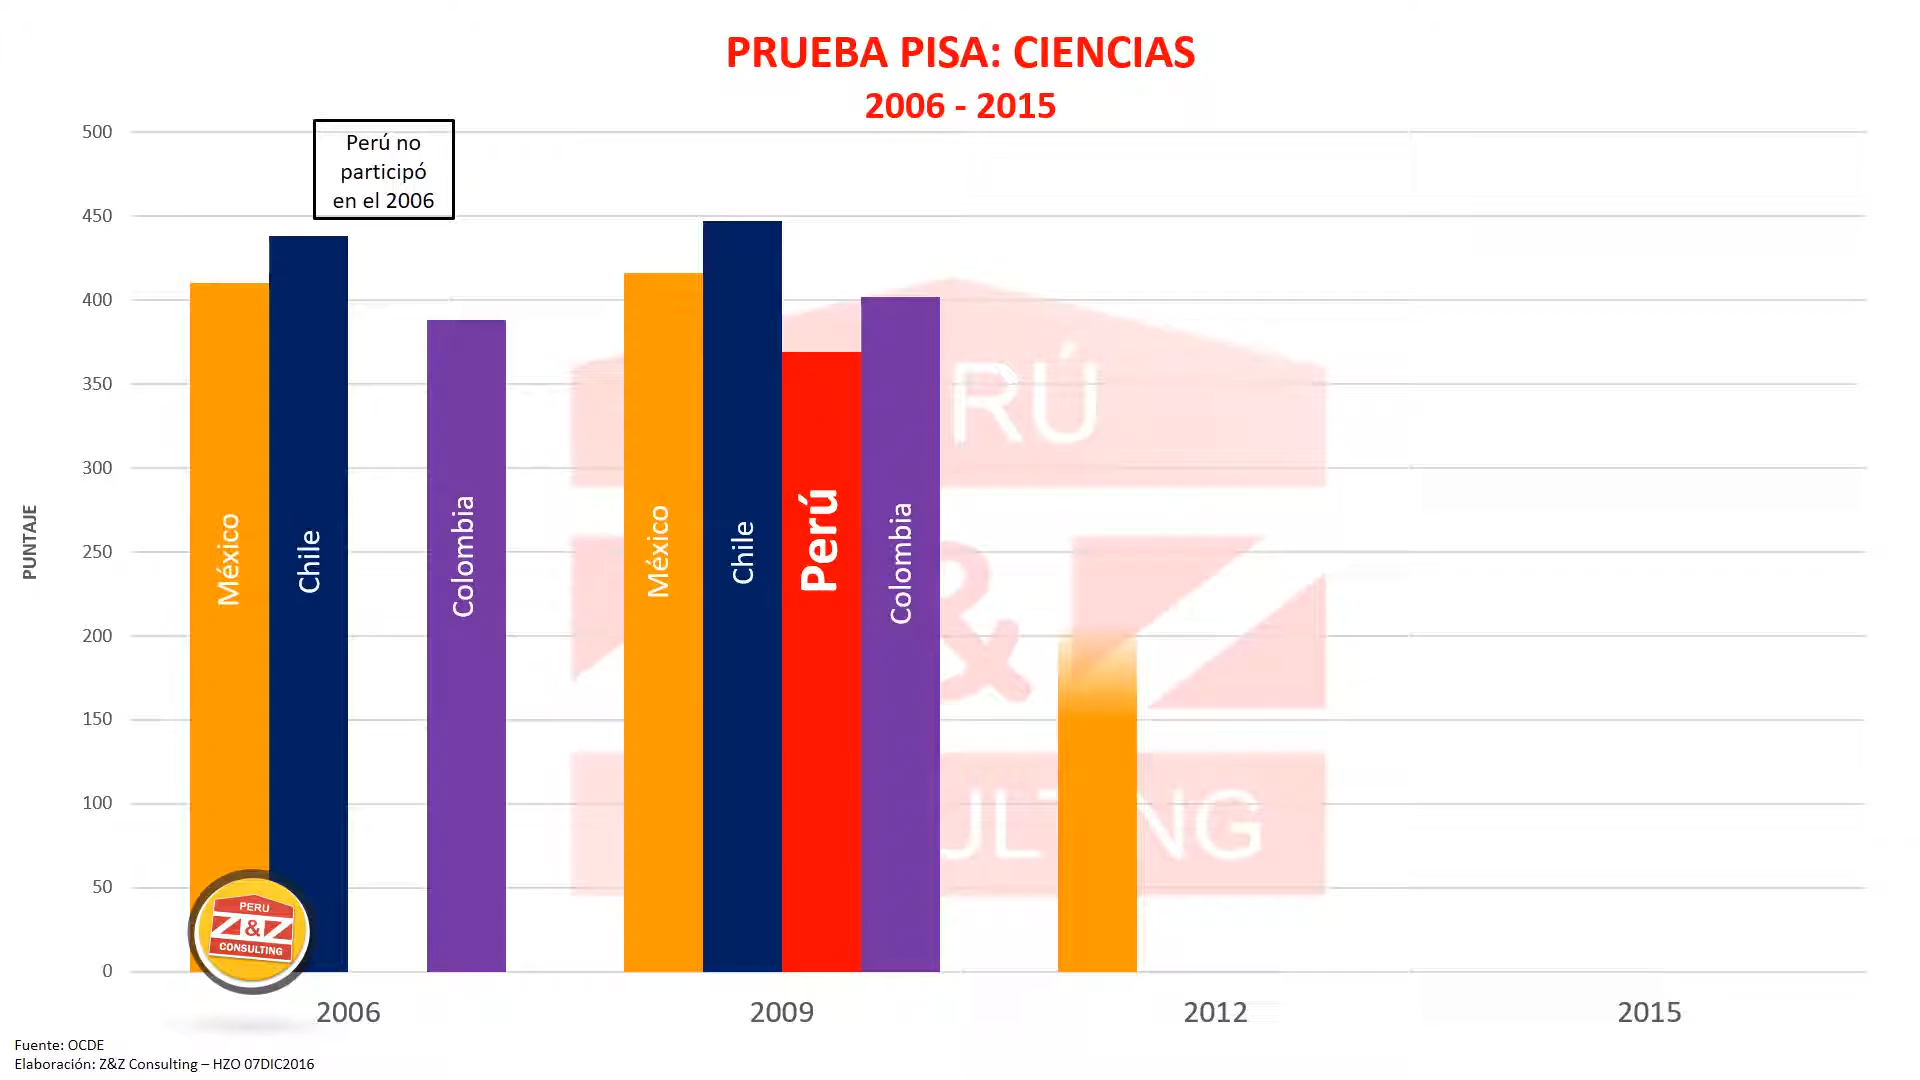 PRUEBA PISA: CIENCIAS
2006 - 2015
Perú no
participó
en el 2006
500
450
400
350
300
250
200
150
100
50
0
PUNTAJE
México
Chile
Colombia
México
Chile
Perú
Colombia
RÚ
&Z
ULTING
PERU
Z&Z
CONSULTING
2006
2009
2012
2015
Fuente: OCDE
Elaboración: Z&Z Consulting – HZO 07DIC2016